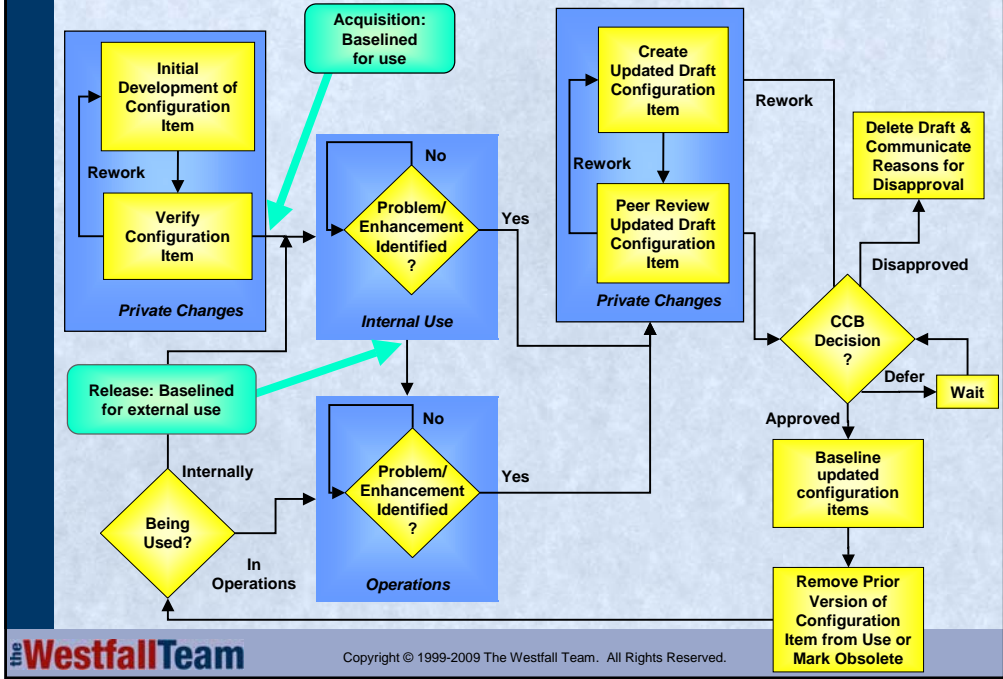 Acquisition:
Baselined
for use
Initial
Development of
Configuration
Item
Rework
Verify
Configuration
Item
Private Changes
No
Problem/
Enhancement
Identified
?
Yes
Internal Use
Create
Updated Draft
Configuration
Item
Rework
Peer Review
Updated Draft
Configuration
Item
Private Changes
Rework
Delete Draft &
Communicate
Reasons for
Disapproval
Disapproved
CCB
Decision
?
Defer
Wait
Approved
Baseline
updated
configuration
items
Remove Prior
Version of
Configuration
Item from Use or
Mark Obsolete
Release: Baselined
for external use
Internally
Being
Used?
In
Operations
No
Problem/
Enhancement
Identified
?
Yes
Operations
the WestfallTeam
Copyright © 1999-2009 The Westfall Team. All Rights Reserved.